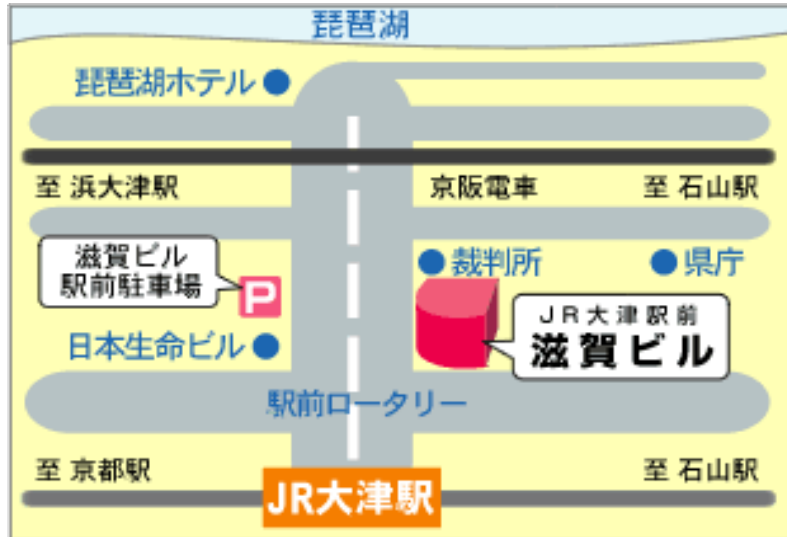 琵琶湖
琵琶湖ホテル
至 浜大津駅
京阪電車
至 石山駅
滋賀ビル
駅前駐車場
P
裁判所
県庁
JR大津駅前
滋賀ビル
日本生命ビル
駅前ロータリー
至 京都駅
至 石山駅
JR大津駅